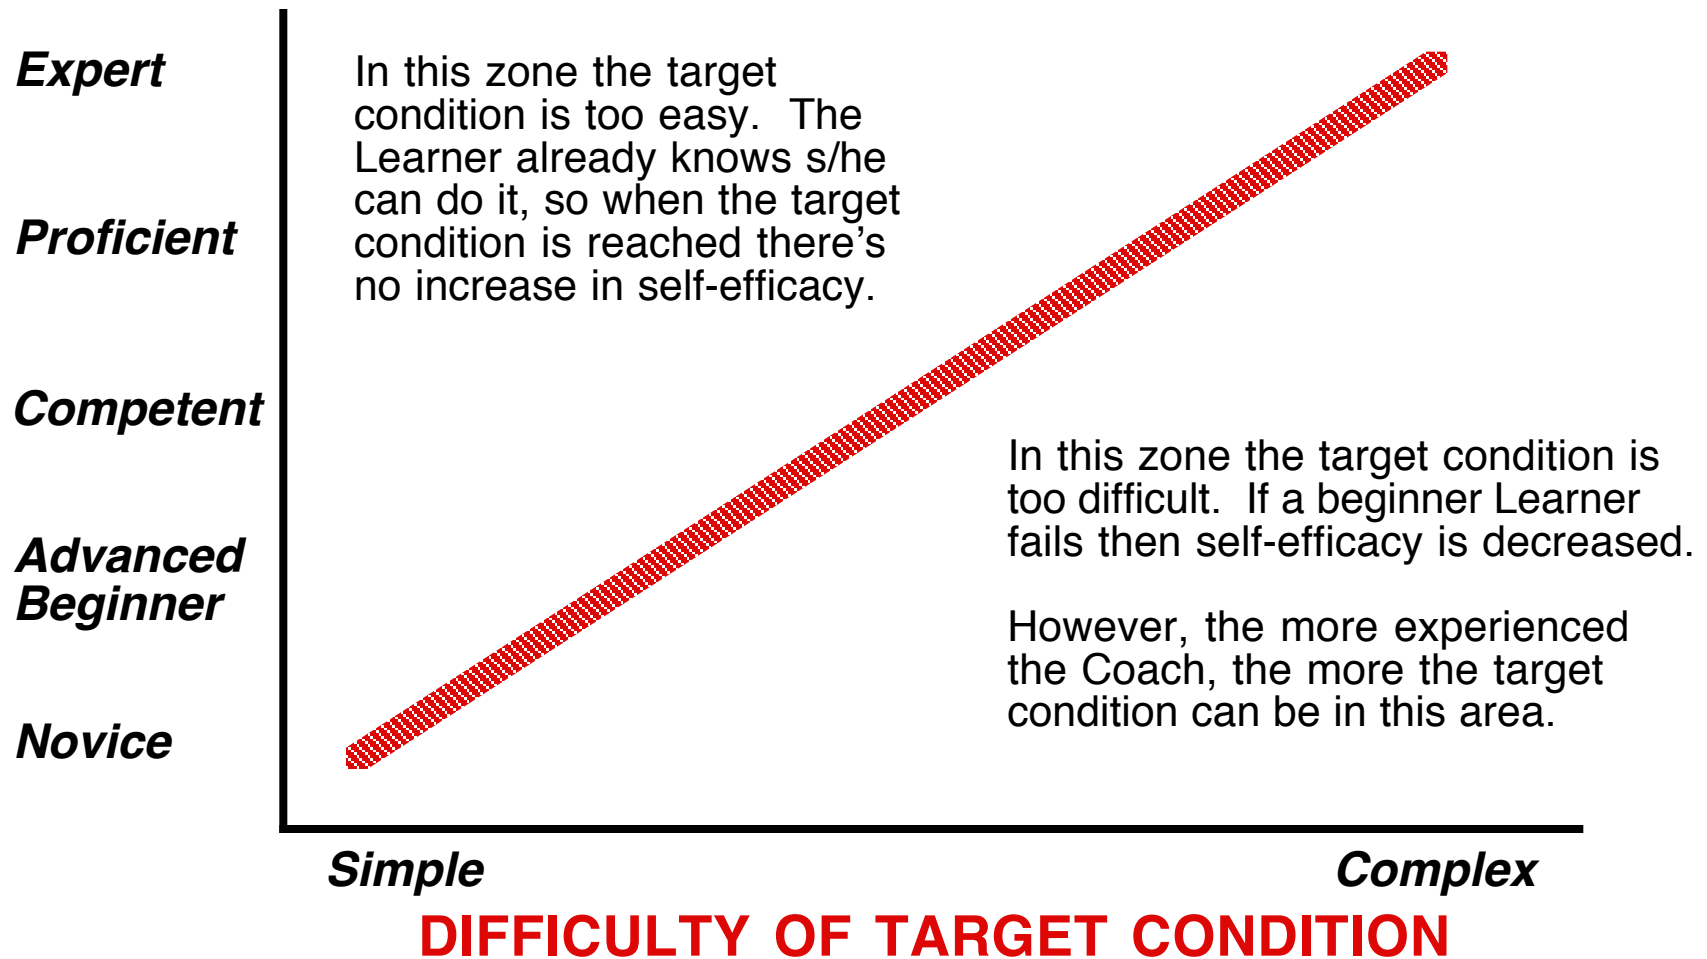 Expert
Proficient
Competent
Advanced
Beginner
Novice
In this zone the target
condition is too easy.  The
Learner already knows s/he
can do it, so when the target
condition is reached there’s
no increase in self-efficacy.
In this zone the target condition is
too difficult.  If a beginner Learner
fails then self-efficacy is decreased.
However, the more experienced
the Coach, the more the target
condition can be in this area.
Simple
Complex
DIFFICULTY OF TARGET CONDITION